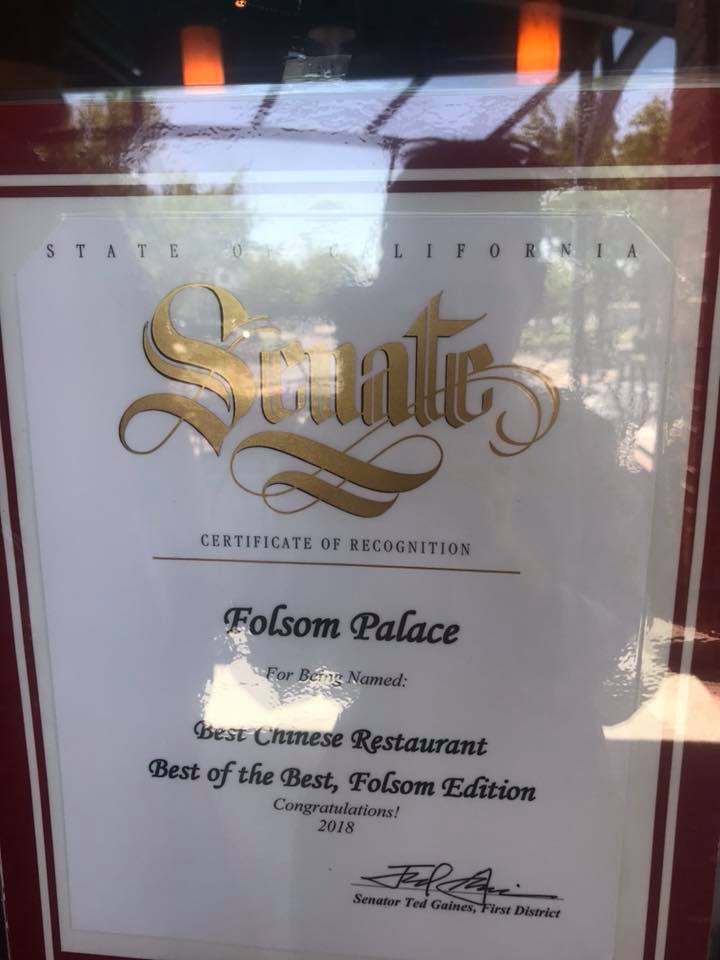 STATE OF CALIFORNIA
Senate
CERTIFICATE OF RECOGNITION
Folsom Palace
For Being Named:
Best Chinese Restaurant
Best of the Best, Folsom Edition
Congratulations!
2018
Senator Ted Gaines, First District